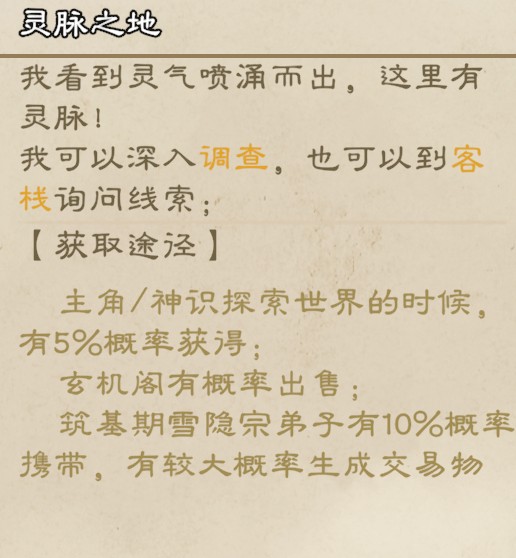 灵脉之地
我看到灵气喷涌而出，这里有
灵脉！
我可以深入调查，也可以到客
栈询问线索；
【获取途径】
主角/神识探索世界的时候，
有5%概率获得；
玄机阁有概率出售；
筑基期雪隐宗弟子有10%概率
携带，有较大概率生成交易物